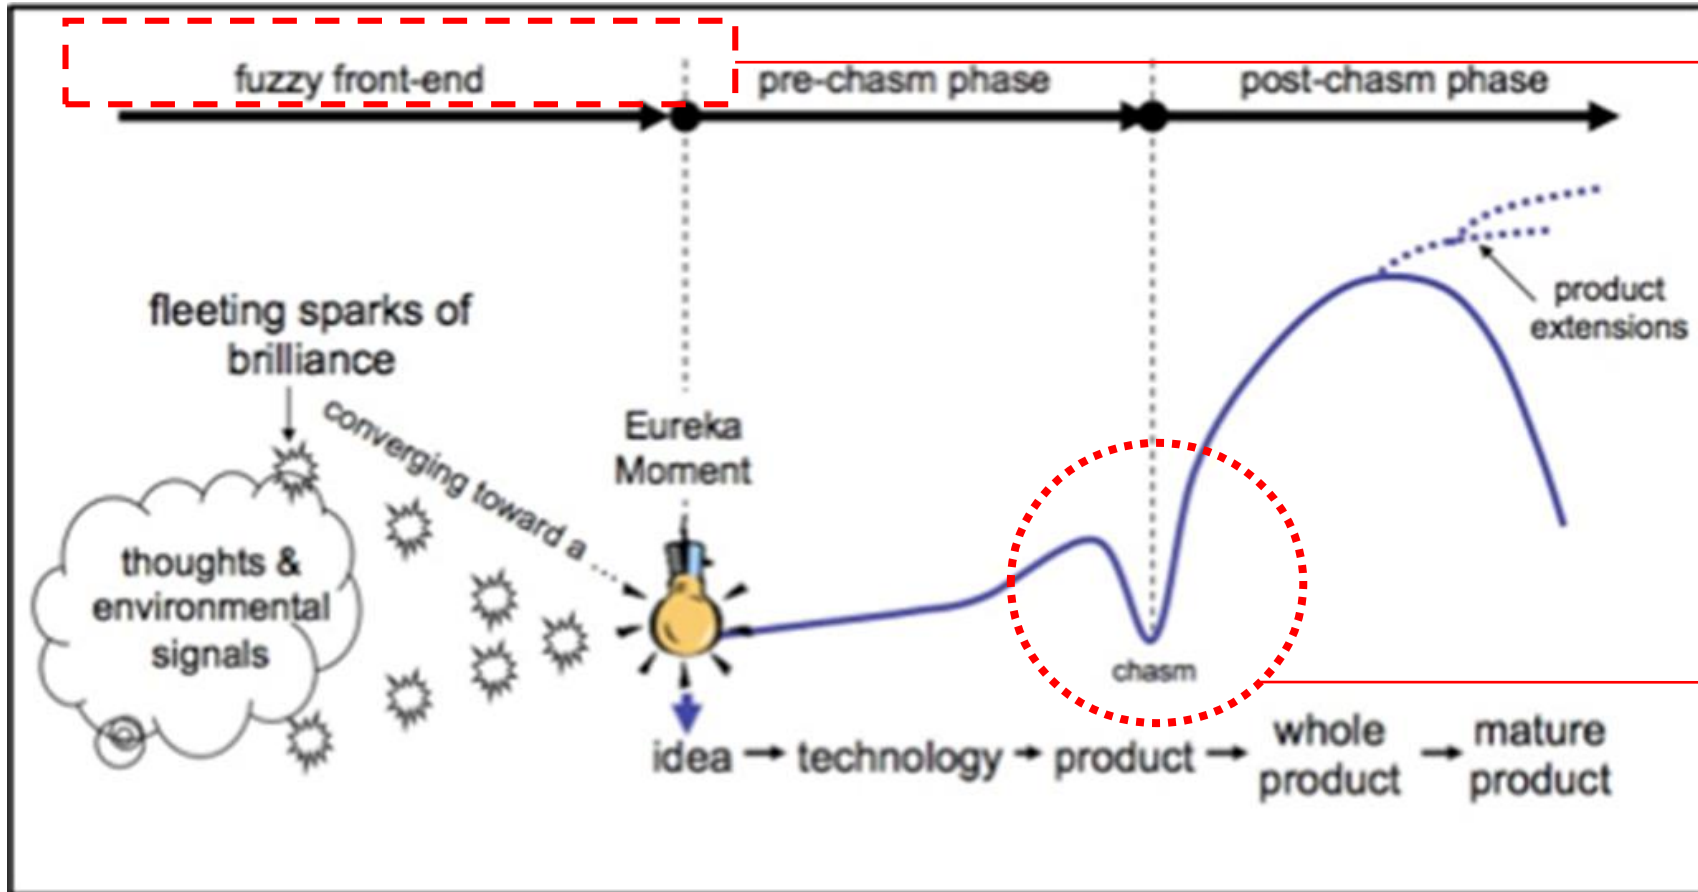 fuzzy front-end
pre-chasm phase
post-chasm phase
fleeting sparks of
brilliance
converging toward a
Eureka
Moment
product
extensions
thoughts &
environmental
signals
chasm
idea
technology
product
whole
product
mature
product